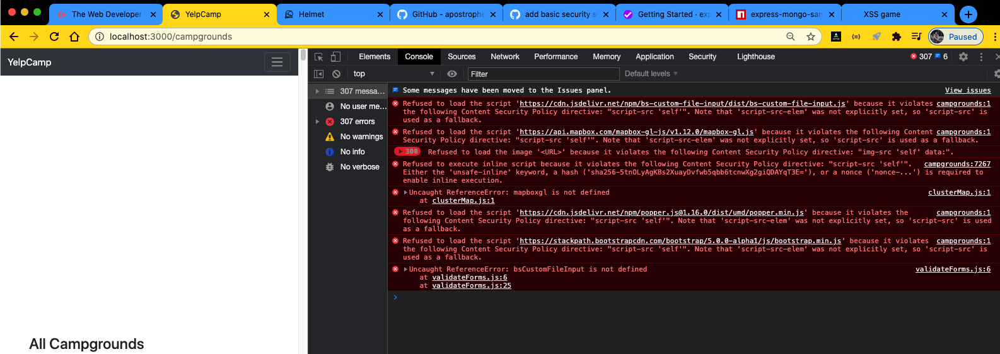 The Web Developer
YelpCamp
Helmet
GitHub - apostrophe
add basic security s
Getting Started · exp
express-mongo-san
XSS game
localhost:3000/campgrounds
Paused
YelpCamp
Elements Console Sources Network Performance Memory Application Security Lighthouse 307 6
top Filter Default levels
307 messa...
No user me...
307 errors
No warnings
No info
No verbose
Some messages have been moved to the Issues panel. View issues
Refused to load the script 'https://cdn.jsdelivr.net/npm/bs-custom-file-input/dist/bs-custom-file-input.js' because it violates campgrounds:1
the following Content Security Policy directive: "script-src 'self'". Note that 'script-src-elem' was not explicitly set, so 'script-src' is
used as a fallback.
Refused to load the script 'https://api.mapbox.com/mapbox-gl-js/v1.12.0/mapbox-gl.js' because it violates the following Content campgrounds:1
Security Policy directive: "script-src 'self'". Note that 'script-src-elem' was not explicitly set, so 'script-src' is used as a fallback.
300 Refused to load the image '<URL>' because it violates the following Content Security Policy directive: "img-src 'self' data:".
Refused to execute inline script because it violates the following Content Security Policy directive: "script-src 'self'". campgrounds:7267
Either the 'unsafe-inline' keyword, a hash ('sha256-5tnOLyAgKBs2XuayDvfwb5qbb6tcnwXg2giQDAYqT3E='), or a nonce ('nonce-...') is required to
enable inline execution.
Uncaught ReferenceError: mapboxgl is not defined clusterMap.js:1
at clusterMap.js:1
Refused to load the script 'https://cdn.jsdelivr.net/npm/popper.js@1.16.0/dist/umd/popper.min.js' because it violates the campgrounds:1
following Content Security Policy directive: "script-src 'self'". Note that 'script-src-elem' was not explicitly set, so 'script-src' is used
as a fallback.
Refused to load the script 'https://stackpath.bootstrapcdn.com/bootstrap/5.0.0-alpha1/js/bootstrap.min.js' because it violates campgrounds:1
the following Content Security Policy directive: "script-src 'self'". Note that 'script-src-elem' was not explicitly set, so 'script-src' is
used as a fallback.
Uncaught ReferenceError: bsCustomFileInput is not defined validateForms.js:6
at validateForms.js:6
at validateForms.js:25
All Campgrounds